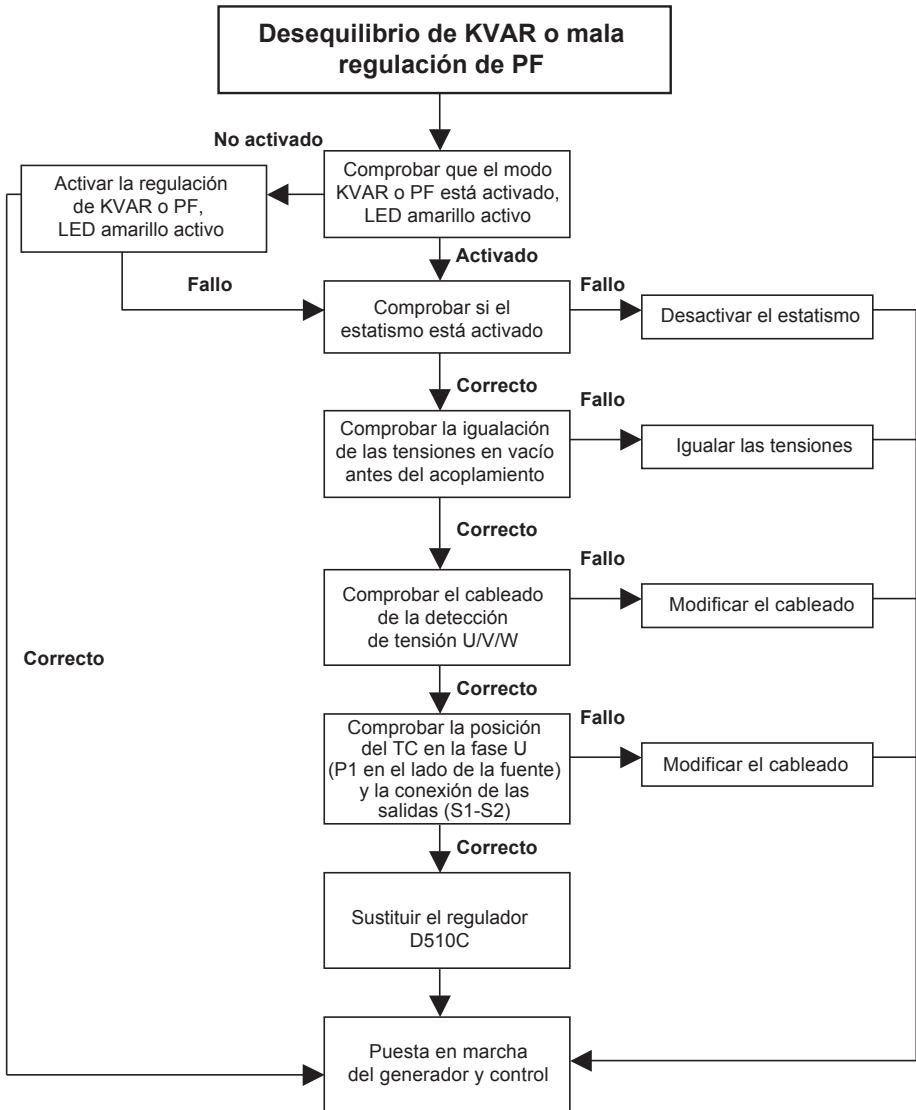 Desequilibrio de KVAR o mala
regulación de PF
No activado
Comprobar que el modo
KVAR o PF está activado,
LED amarillo activo
Activar la regulación
de KVAR o PF,
LED amarillo activo
Activado
Fallo
Comprobar si el
estatismo está activado
Fallo
Desactivar el estatismo
Correcto
Comprobar la igualación
de las tensiones en vacío
antes del acoplamiento
Fallo
Igualar las tensiones
Correcto
Comprobar el cableado
de la detección
de tensión U/V/W
Fallo
Modificar el cableado
Correcto
Correcto
Comprobar la posición
del TC en la fase U
(P1 en el lado de la fuente)
y la conexión de las
salidas (S1-S2)
Fallo
Modificar el cableado
Correcto
Sustituir el regulador
D510C
Puesta en marcha
del generador y control